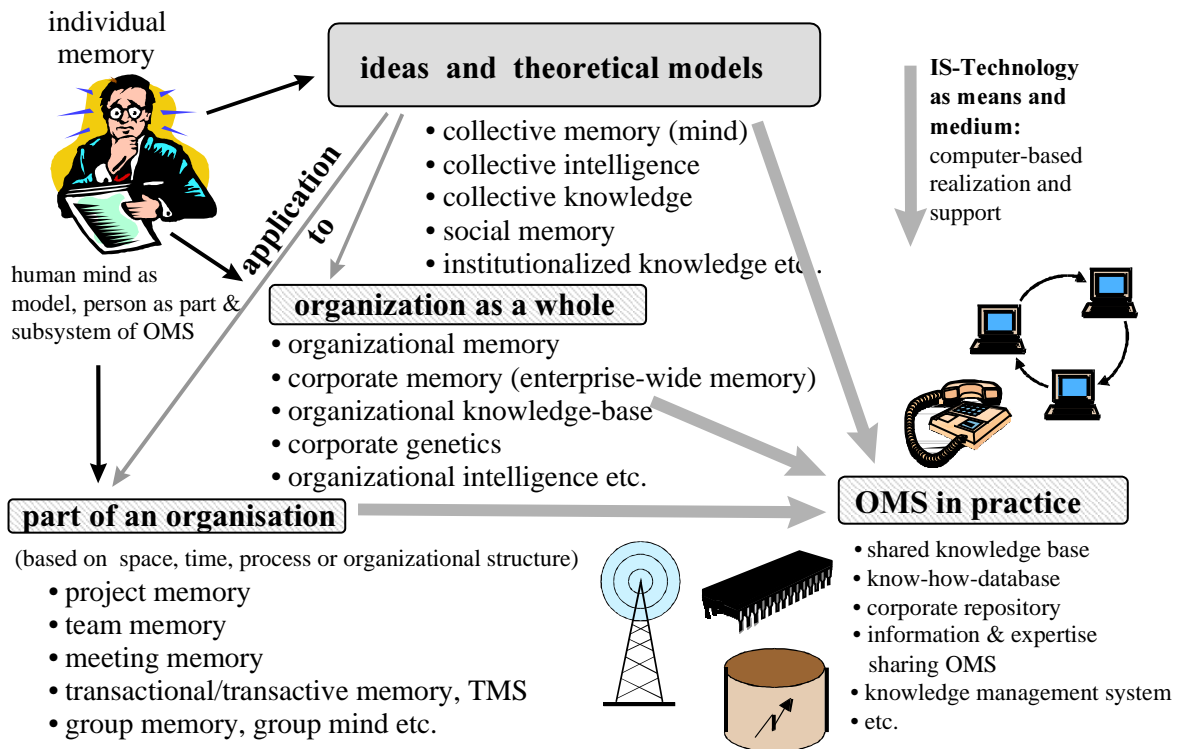 individual
memory
ideas and theoretical models
IS-Technology
as means and
medium:
computer-based
realization and
support
• collective memory (mind)
• collective intelligence
• collective knowledge
• social memory
• institutionalized knowledge etc .
application
to
human mind as
model, person as part &
subsystem of OMS
organization as a whole
• organizational memory
• corporate memory (enterprise-wide memory)
• organizational knowledge-base
• corporate genetics
• organizational intelligence etc.
part of an organisation
(based on space, time, process or organizational structure)
• project memory
• team memory
• meeting memory
• transactional/transactive memory, TMS
• group memory, group mind etc.
OMS in practice
• shared knowledge base
• know-how-database
• corporate repository
• information & expertise
sharing OMS
• knowledge management system
• etc.